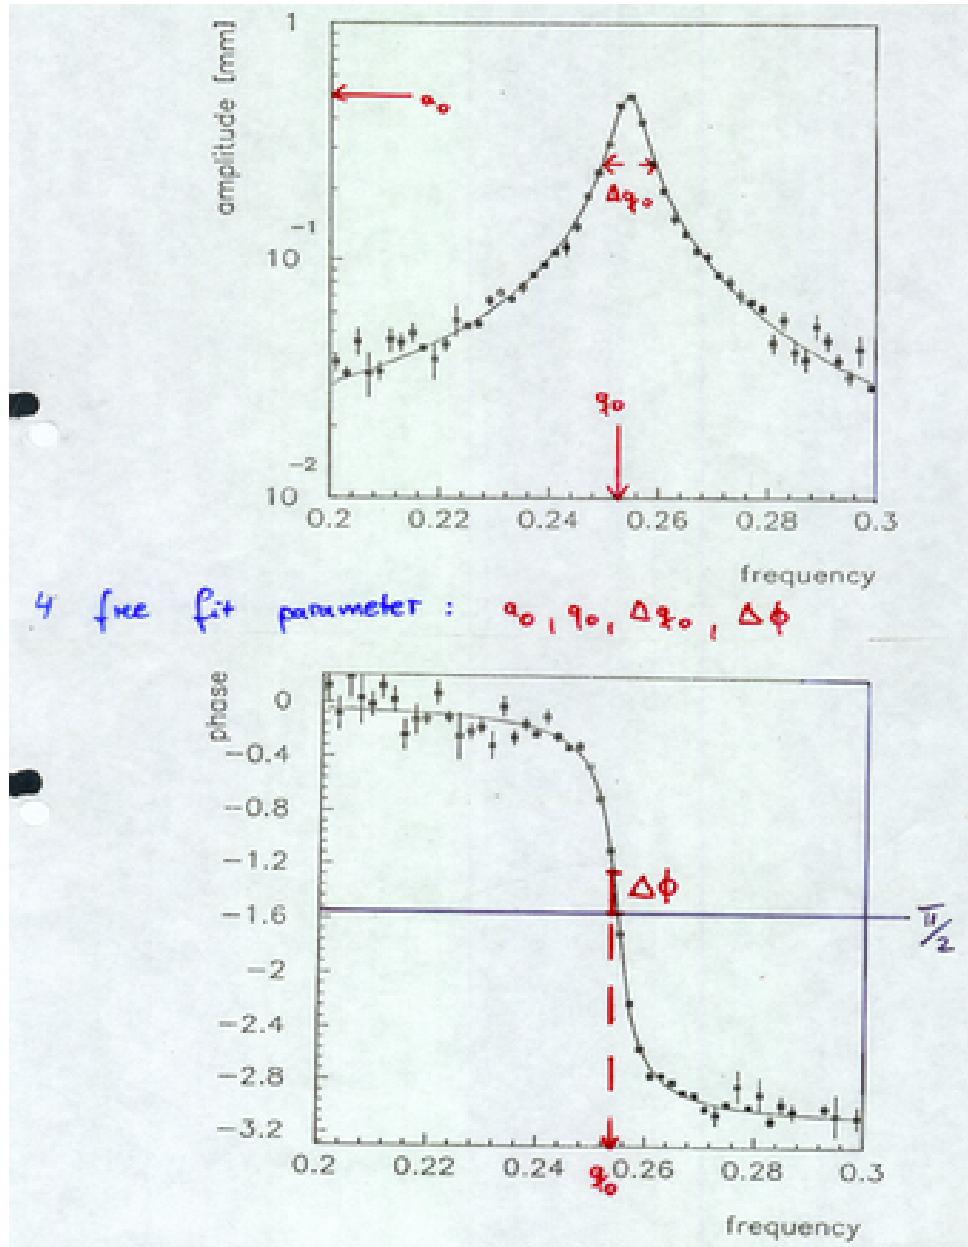 amplitude [mm]
1
a₀
Δq₀
10⁻¹
q₀
10⁻²
0.2 0.22 0.24 0.26 0.28 0.3
frequency
4 free fit parameter : a₀, q₀, Δq₀, Δϕ
phase
0
−0.4
−0.8
−1.2
Δϕ
−1.6
π/2
−2
−2.4
−2.8
−3.2
0.2 0.22 0.24 q₀ 0.26 0.28 0.3
frequency